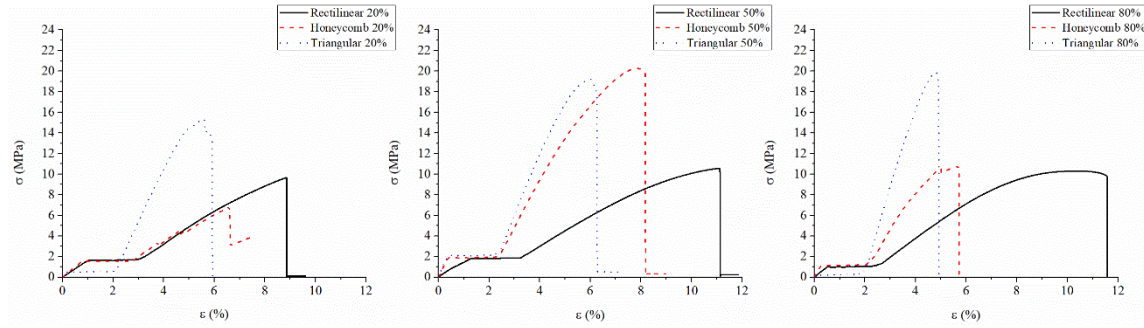 Rectilinear 20%
Honeycomb 20%
Triangular 20%
24
22
20
18
16
14
12
10
8
6
4
2
0
σ (MPa)
0 2 4 6 8 10 12
ε (%)
Rectilinear 50%
Honeycomb 50%
Triangular 50%
24
22
20
18
16
14
12
10
8
6
4
2
0
σ (MPa)
0 2 4 6 8 10 12
ε (%)
Rectilinear 80%
Honeycomb 80%
Triangular 80%
24
22
20
18
16
14
12
10
8
6
4
2
0
σ (MPa)
0 2 4 6 8 10 12
ε (%)